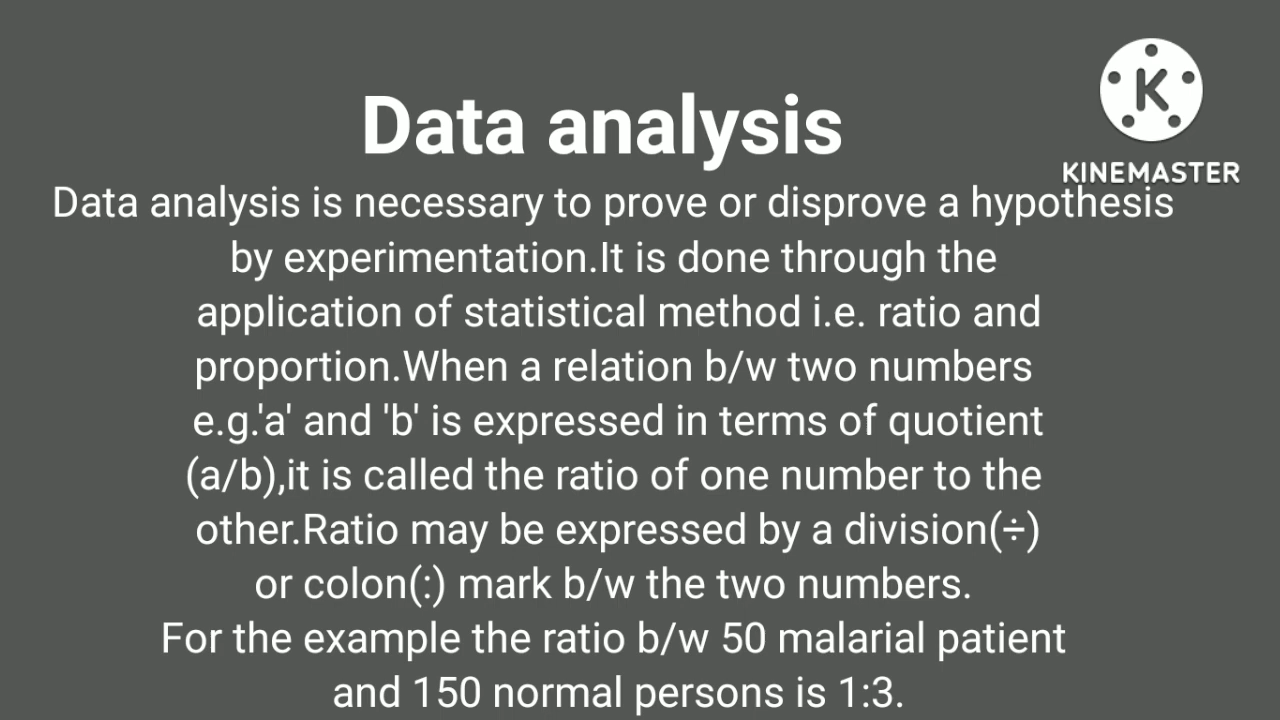 Data analysis
KINEMASTER
Data analysis is necessary to prove or disprove a hypothesis
by experimentation.It is done through the
application of statistical method i.e. ratio and
proportion.When a relation b/w two numbers
e.g.'a' and 'b' is expressed in terms of quotient
(a/b),it is called the ratio of one number to the
other.Ratio may be expressed by a division(÷)
or colon(:) mark b/w the two numbers.
For the example the ratio b/w 50 malarial patient
and 150 normal persons is 1:3.